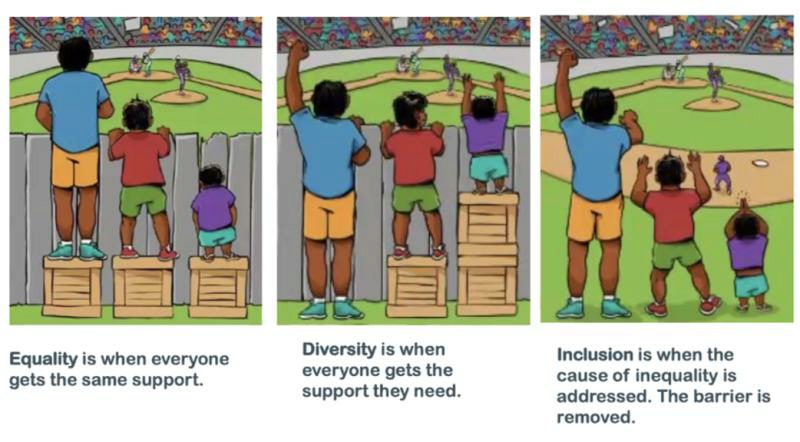 Equality is when everyone
gets the same support.
Diversity is when
everyone gets the
support they need.
Inclusion is when the
cause of inequality is
addressed. The barrier is
removed.